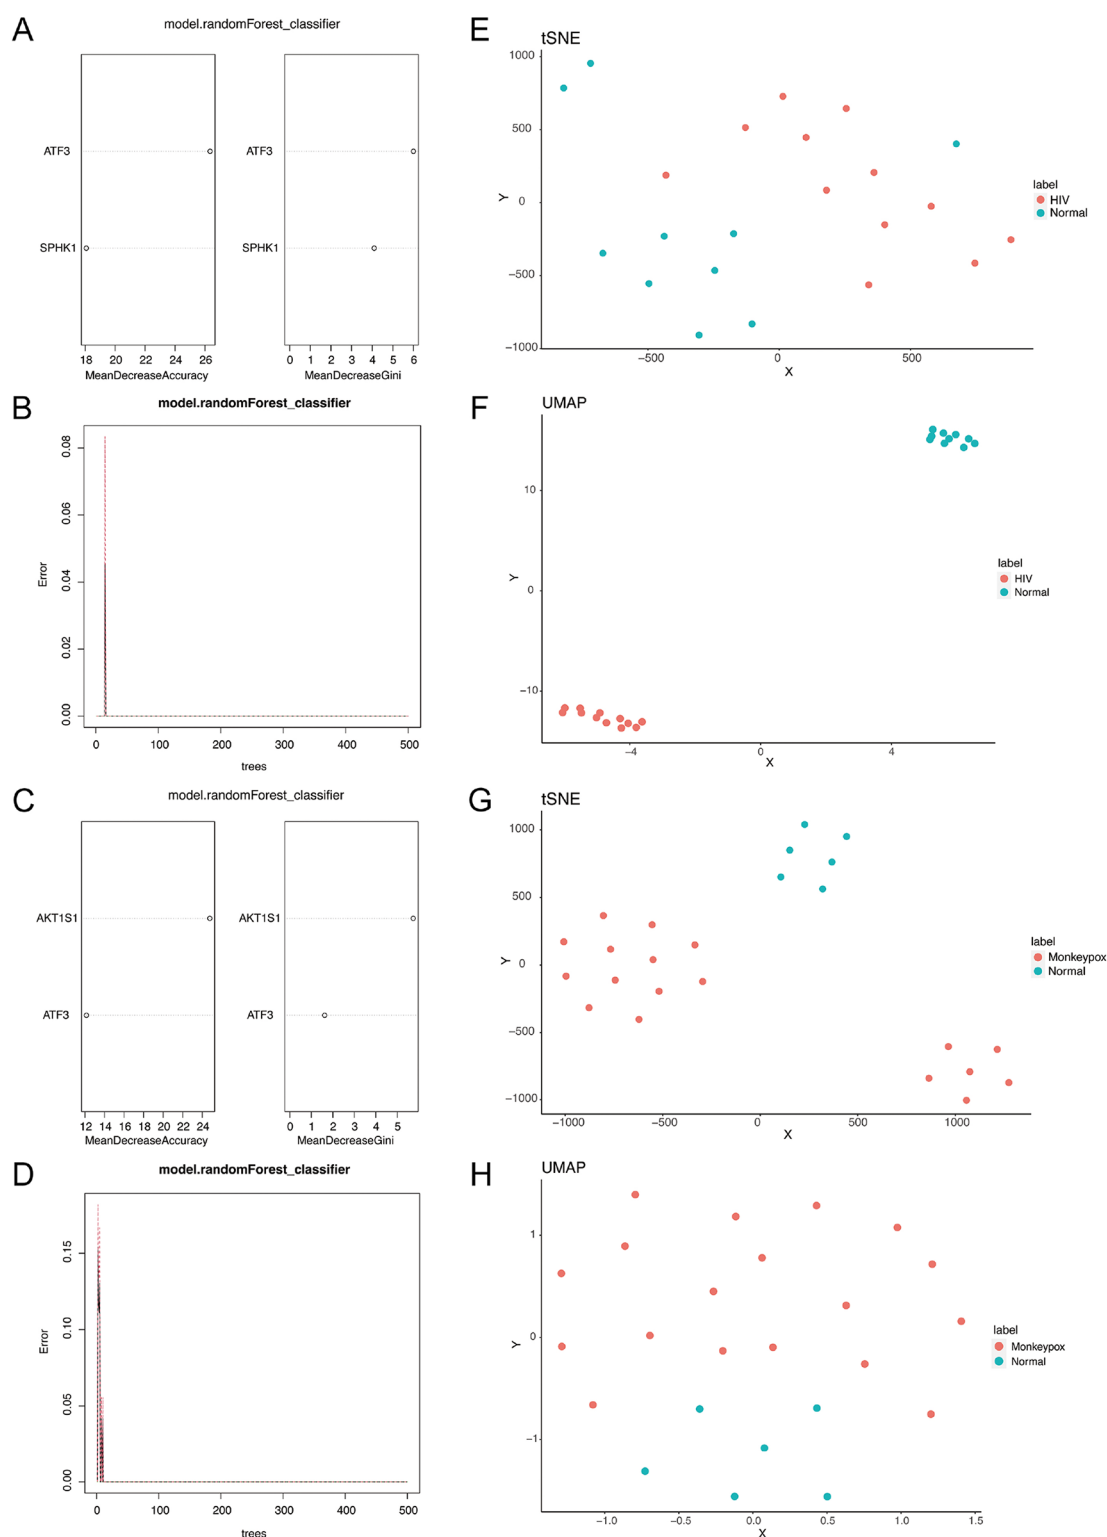 A
model.randomForest_classifier
ATF3
SPHK1
18 20 22 24 26
MeanDecreaseAccuracy
ATF3
SPHK1
0 1 2 3 4 5 6
MeanDecreaseGini
E
tSNE
1000
500
0
−500
−1000
Y
−500 0 500
X
label
HIV
Normal
B
model.randomForest_classifier
0.08
0.06
0.04
0.02
0.00
Error
0 100 200 300 400 500
trees
F
UMAP
10
0
−10
Y
−4 0 4
X
label
HIV
Normal
C
model.randomForest_classifier
AKT1S1
ATF3
12 14 16 18 20 22 24
MeanDecreaseAccuracy
AKT1S1
ATF3
0 1 2 3 4 5
MeanDecreaseGini
G
tSNE
1000
500
0
−500
−1000
Y
−1000 −500 0 500 1000
X
label
Monkeypox
Normal
D
model.randomForest_classifier
0.15
0.10
0.05
0.00
Error
0 100 200 300 400 500
trees
H
UMAP
1
0
−1
Y
−1.0 −0.5 0.0 0.5 1.0 1.5
X
label
Monkeypox
Normal